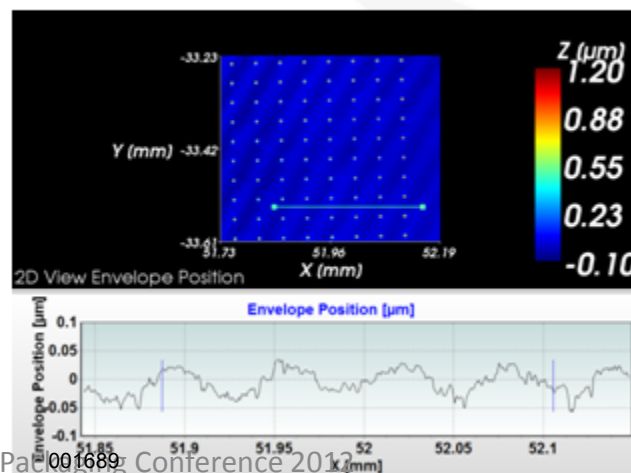 Z (µm)
1.20
0.88
0.55
0.23
-0.10
-33.23
Y (mm)
-33.42
-33.61
51.73
51.96
52.19
X (mm)
2D View Envelope Position
Envelope Position [µm]
Envelope Position [µm]
0.1
0.05
0
-0.05
-0.1
51.85
51.9
51.95
52
52.05
52.1
X [mm]
001689
Packaging Conference 2012